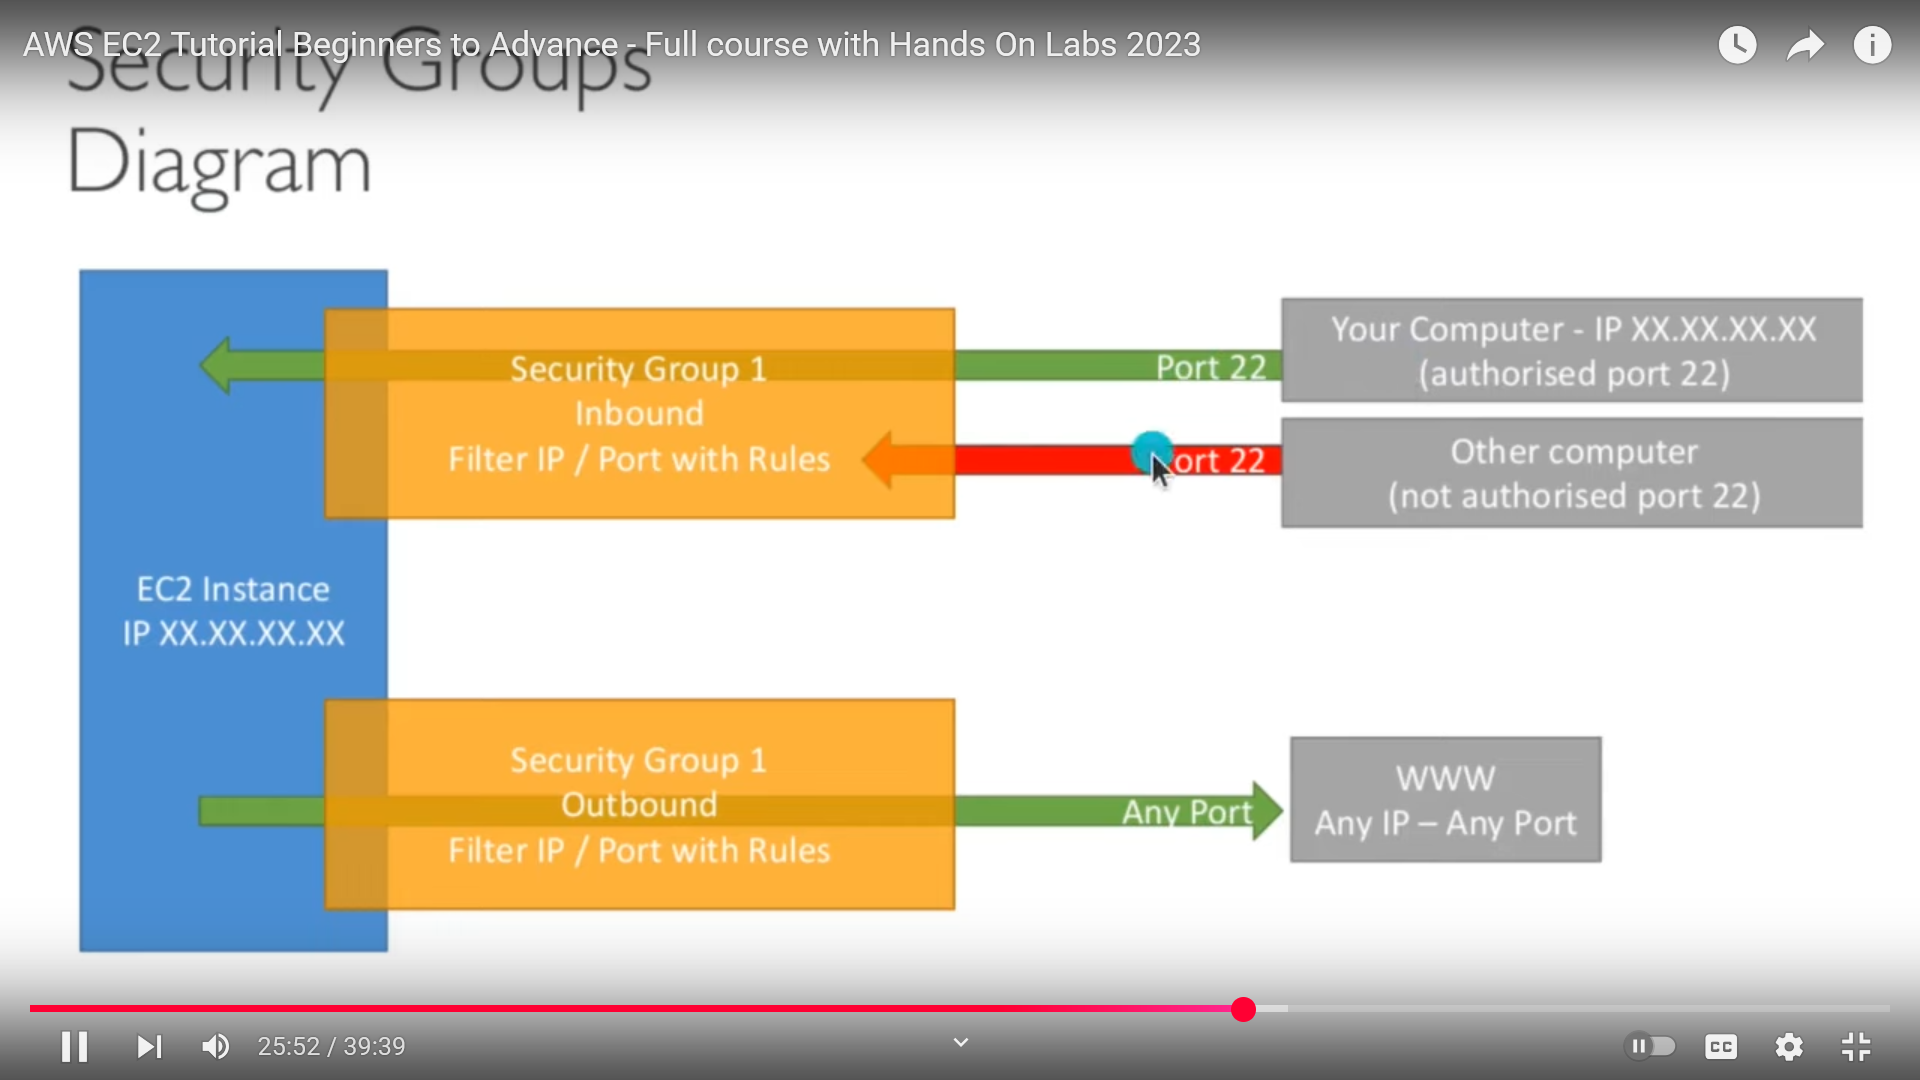 AWS EC2 Tutorial Beginners to Advance - Full course with Hands On Labs 2023
Security Groups
Diagram
Security Group 1
Inbound
Filter IP / Port with Rules
Port 22
Your Computer - IP XX.XX.XX.XX
(authorised port 22)
ort 22
Other computer
(not authorised port 22)
EC2 Instance
IP XX.XX.XX.XX
Security Group 1
Outbound
Filter IP / Port with Rules
Any Port
WWW
Any IP – Any Port
25:52 / 39:39
CC